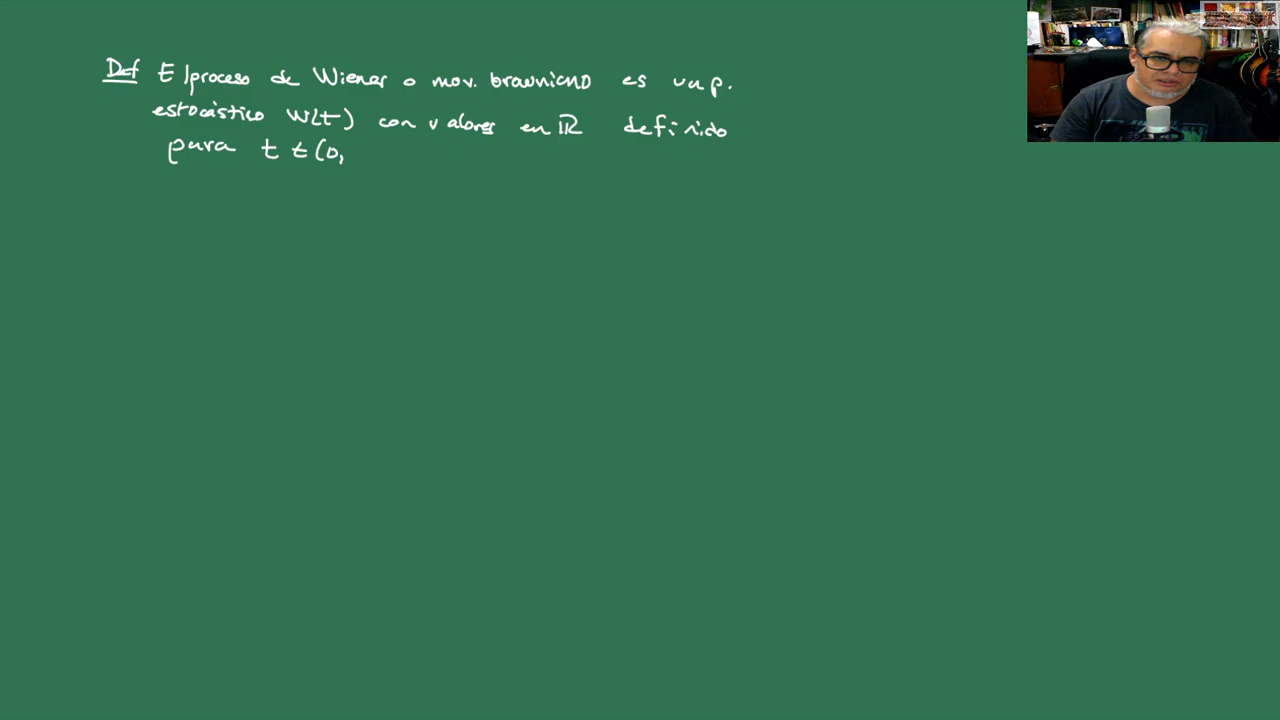 Def El proceso de Wiener o mov. browniano es un p.
estocástico W(t) con valores en ℝ definido
para t ∈ (0,